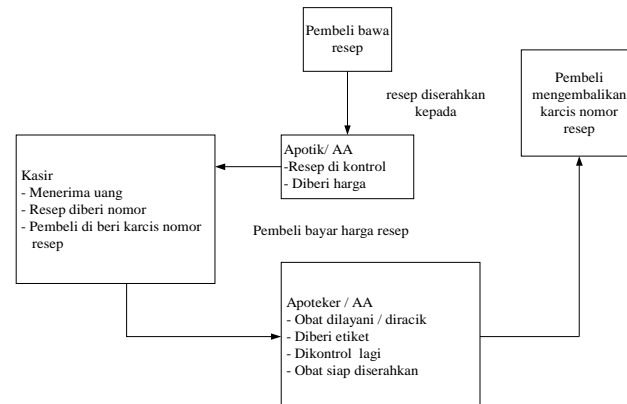 Pembeli bawa
resep
resep diserahkan
kepada
Pembeli
mengembalikan
karcis nomor
resep
Apotik/ AA
-Resep di kontrol
- Diberi harga
Kasir
- Menerima uang
- Resep diberi nomor
- Pembeli di beri karcis nomor
resep
Pembeli bayar harga resep
Apoteker / AA
- Obat dilayani / diracik
- Diberi etiket
- Dikontrol lagi
- Obat siap diserahkan